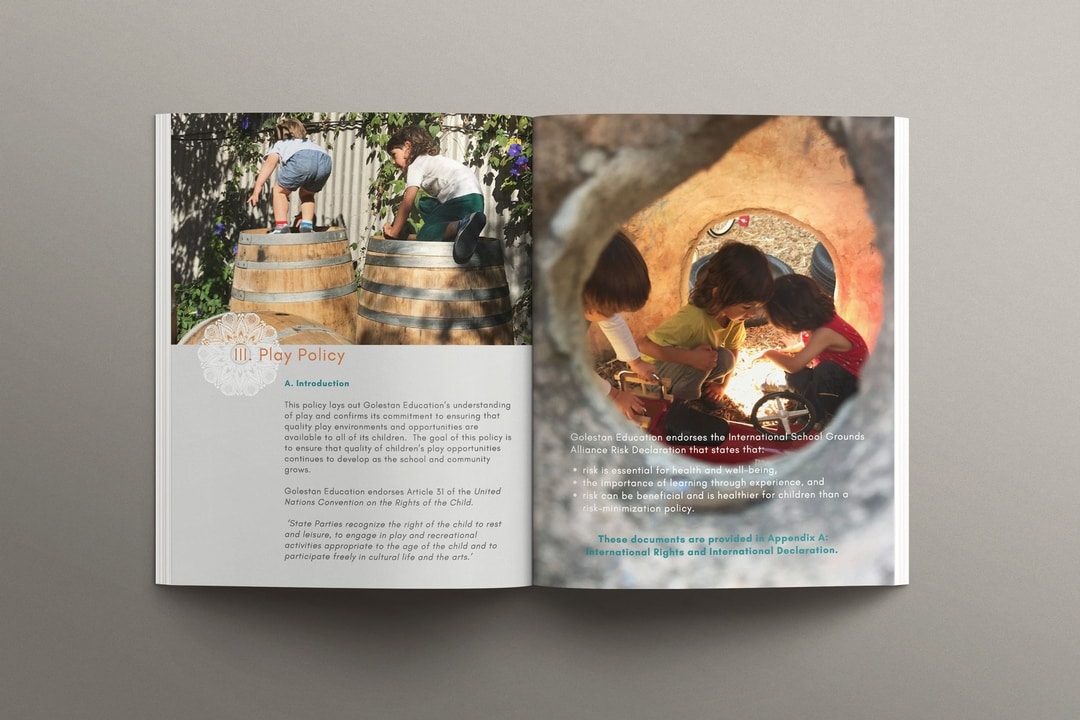 III. Play Policy
A. Introduction
This policy lays out Golestan Education's understanding
of play and confirms its commitment to ensuring that
quality play environments and opportunities are
available to all of its children. The goal of this policy is
to ensure that quality of children's play opportunities
continues to develop as the school and community
grows.
Golestan Education endorses Article 31 of the United
Nations Convention on the Rights of the Child.
'State Parties recognize the right of the child to rest
and leisure, to engage in play and recreational
activities appropriate to the age of the child and to
participate freely in cultural life and the arts.'
Golestan Education endorses the International School Grounds
Alliance Risk Declaration that states that:
• risk is essential for health and well-being,
• the importance of learning through experience, and
• risk can be beneficial and is healthier for children than a
risk-minimization policy.
These documents are provided in Appendix A:
International Rights and International Declaration.